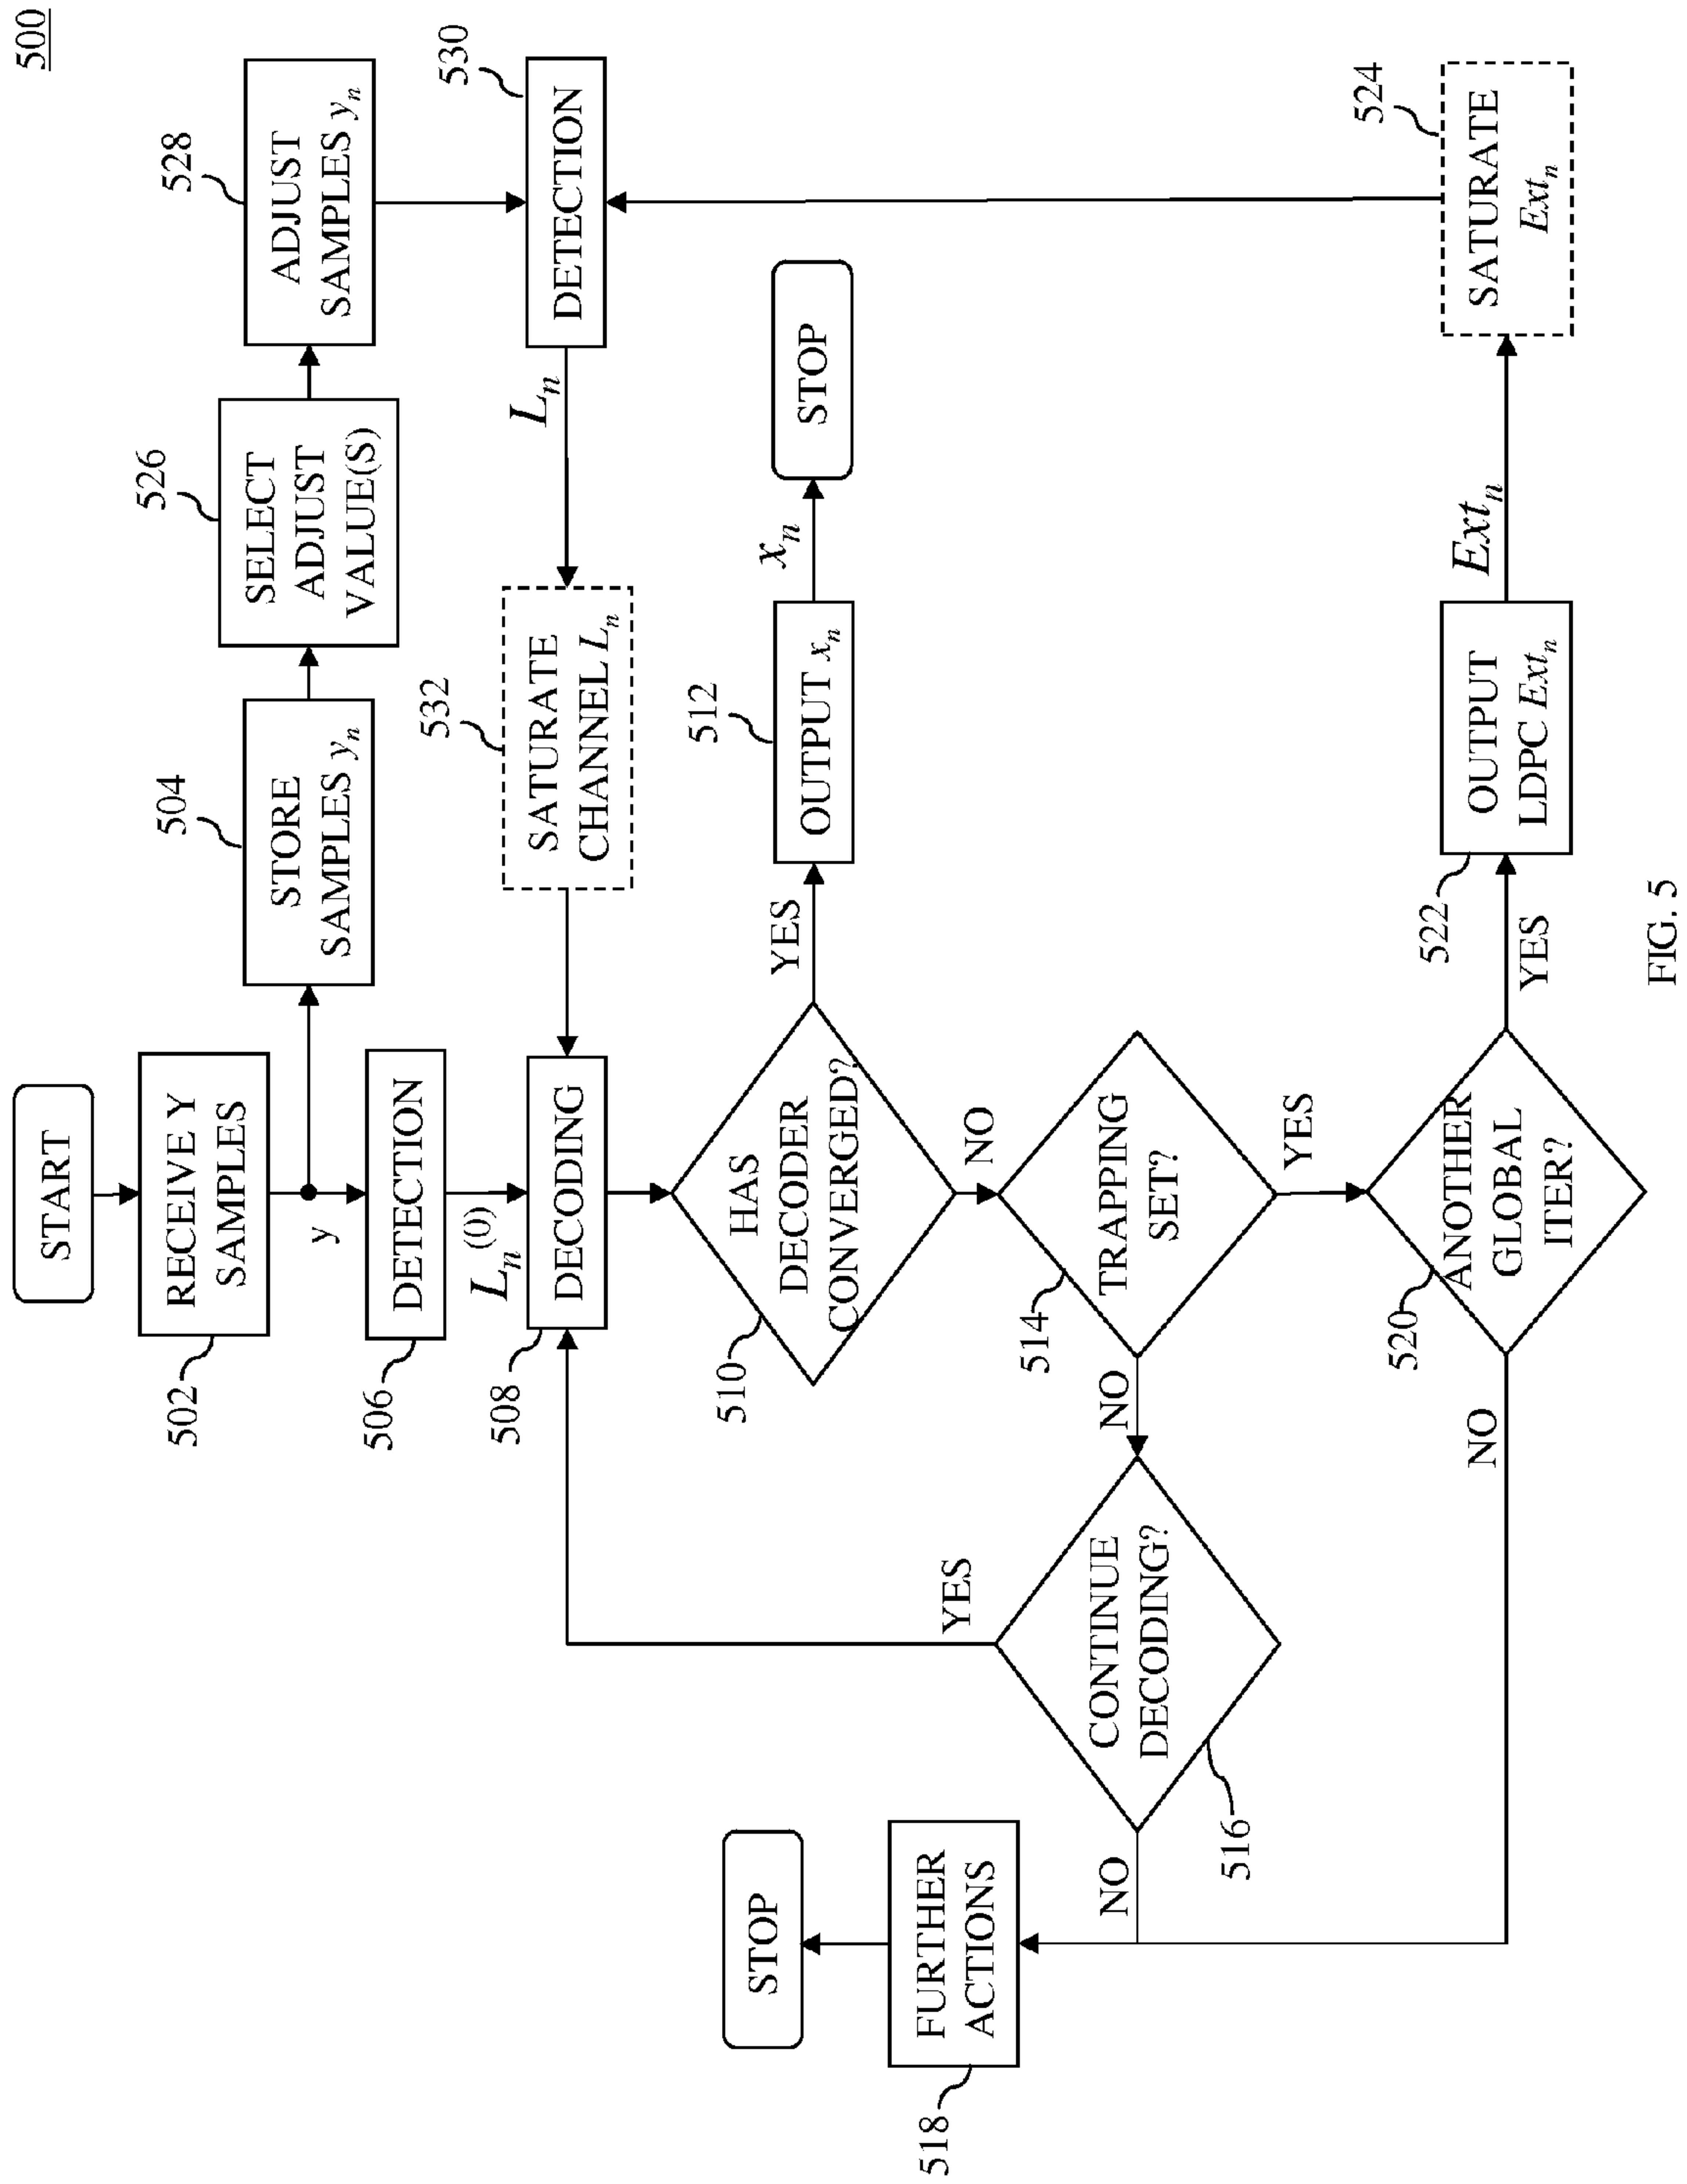 500
START
RECEIVE Y
SAMPLES
502
y
STORE
SAMPLES yn
504
SELECT
ADJUST
VALUE(S)
526
ADJUST
SAMPLES yn
528
DETECTION
506
Ln(0)
DECODING
508
SATURATE
CHANNEL Ln
532
Ln
DETECTION
530
HAS
DECODER
CONVERGED?
510
YES
OUTPUT xn
512
xn
STOP
NO
TRAPPING
SET?
514
NO
CONTINUE
DECODING?
516
YES
NO
FURTHER
ACTIONS
518
STOP
YES
ANOTHER
GLOBAL
ITER?
520
NO
YES
OUTPUT
LDPC Extn
522
Extn
SATURATE
Extn
524
FIG. 5